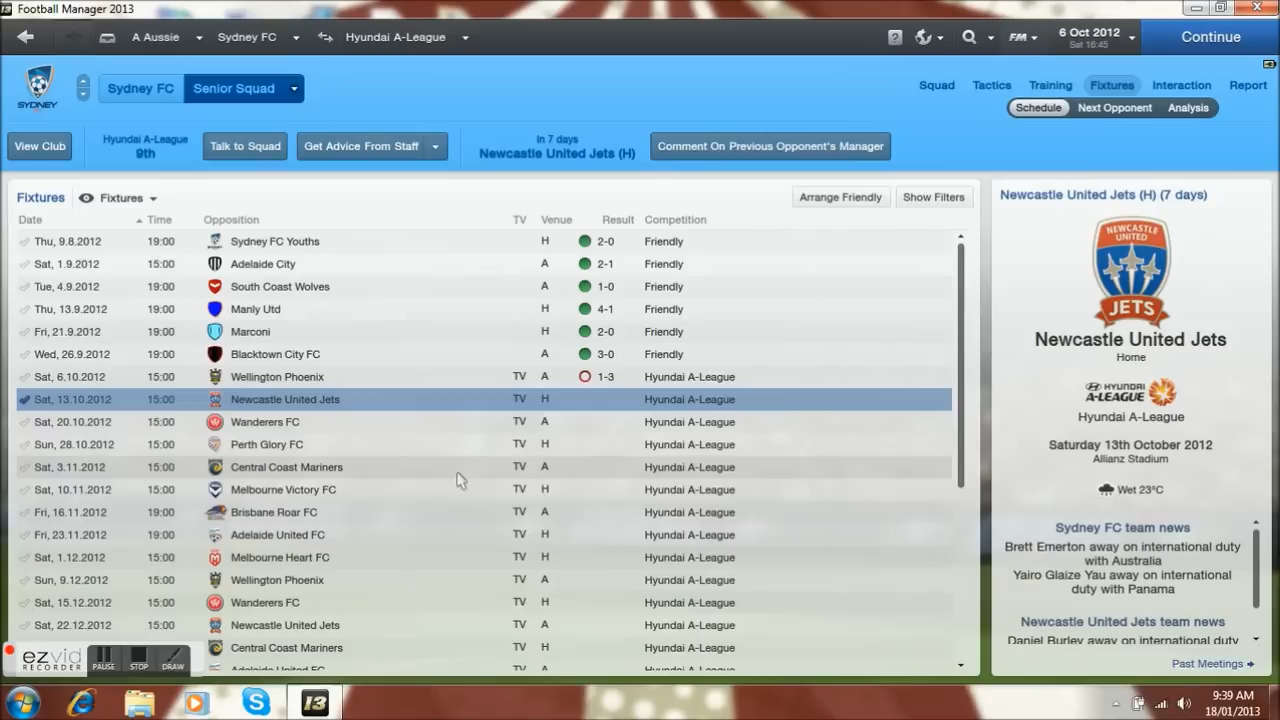 13 Football Manager 2013
A Aussie Sydney FC Hyundai A-League ? FM 6 Oct 2012 Sat 16:45 Continue
SYDNEY Sydney FC Senior Squad Squad Tactics Training Fixtures Interaction Report
Schedule Next Opponent Analysis
View Club Hyundai A-League 9th Talk to Squad Get Advice From Staff In 7 days Newcastle United Jets (H) Comment On Previous Opponent's Manager
Fixtures Fixtures Arrange Friendly Show Filters
Date Time Opposition TV Venue Result Competition
Thu, 9.8.2012 19:00 Sydney FC Youths H 2-0 Friendly
Sat, 1.9.2012 15:00 Adelaide City A 2-1 Friendly
Tue, 4.9.2012 19:00 South Coast Wolves A 1-0 Friendly
Thu, 13.9.2012 19:00 Manly Utd H 4-1 Friendly
Fri, 21.9.2012 19:00 Marconi H 2-0 Friendly
Wed, 26.9.2012 19:00 Blacktown City FC A 3-0 Friendly
Sat, 6.10.2012 15:00 Wellington Phoenix TV A 1-3 Hyundai A-League
Sat, 13.10.2012 15:00 Newcastle United Jets TV H Hyundai A-League
Sat, 20.10.2012 15:00 Wanderers FC TV A Hyundai A-League
Sun, 28.10.2012 15:00 Perth Glory FC TV H Hyundai A-League
Sat, 3.11.2012 15:00 Central Coast Mariners TV A Hyundai A-League
Sat, 10.11.2012 15:00 Melbourne Victory FC TV H Hyundai A-League
Fri, 16.11.2012 19:00 Brisbane Roar FC TV A Hyundai A-League
Fri, 23.11.2012 19:00 Adelaide United FC TV H Hyundai A-League
Sat, 1.12.2012 15:00 Melbourne Heart FC TV H Hyundai A-League
Sun, 9.12.2012 15:00 Wellington Phoenix TV A Hyundai A-League
Sat, 15.12.2012 15:00 Wanderers FC TV H Hyundai A-League
Sat, 22.12.2012 15:00 Newcastle United Jets TV A Hyundai A-League
15:00 Central Coast Mariners TV H Hyundai A-League
Adelaide United FC TV A Hyundai A-League
Newcastle United Jets (H) (7 days)
NEWCASTLE
UNITED
JETS
Newcastle United Jets
Home
HYUNDAI
A-LEAGUE
Hyundai A-League
Saturday 13th October 2012
Allianz Stadium
Wet 23°C
Sydney FC team news
Brett Emerton away on international duty
with Australia
Yairo Glaize Yau away on international
duty with Panama
Newcastle United Jets team news
Daniel Burley away on international duty
Past Meetings
ezvid
RECORDER
PAUSE STOP DRAW
13
9:39 AM
18/01/2013